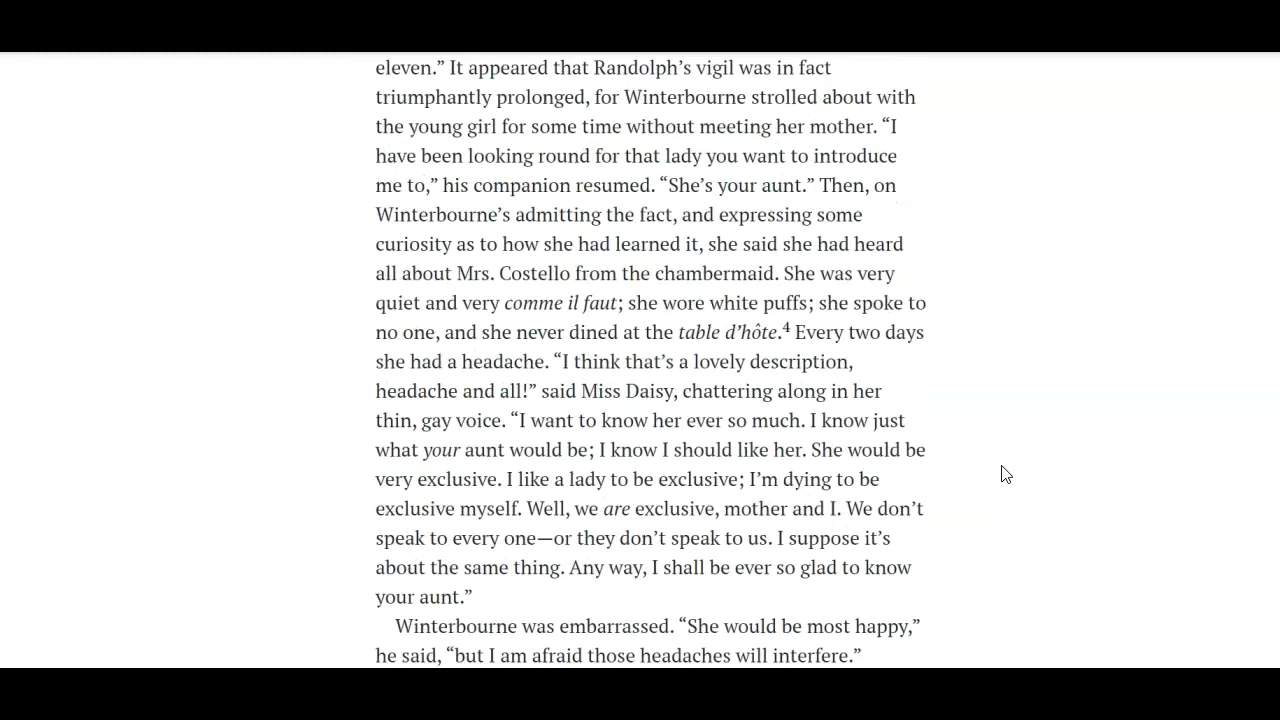 eleven.” It appeared that Randolph’s vigil was in fact
triumphantly prolonged, for Winterbourne strolled about with
the young girl for some time without meeting her mother. “I
have been looking round for that lady you want to introduce
me to,” his companion resumed. “She’s your aunt.” Then, on
Winterbourne’s admitting the fact, and expressing some
curiosity as to how she had learned it, she said she had heard
all about Mrs. Costello from the chambermaid. She was very
quiet and very comme il faut; she wore white puffs; she spoke to
no one, and she never dined at the table d’hôte.⁴ Every two days
she had a headache. “I think that’s a lovely description,
headache and all!” said Miss Daisy, chattering along in her
thin, gay voice. “I want to know her ever so much. I know just
what your aunt would be; I know I should like her. She would be
very exclusive. I like a lady to be exclusive; I’m dying to be
exclusive myself. Well, we are exclusive, mother and I. We don’t
speak to every one—or they don’t speak to us. I suppose it’s
about the same thing. Any way, I shall be ever so glad to know
your aunt.”
Winterbourne was embarrassed. “She would be most happy,”
he said, “but I am afraid those headaches will interfere.”